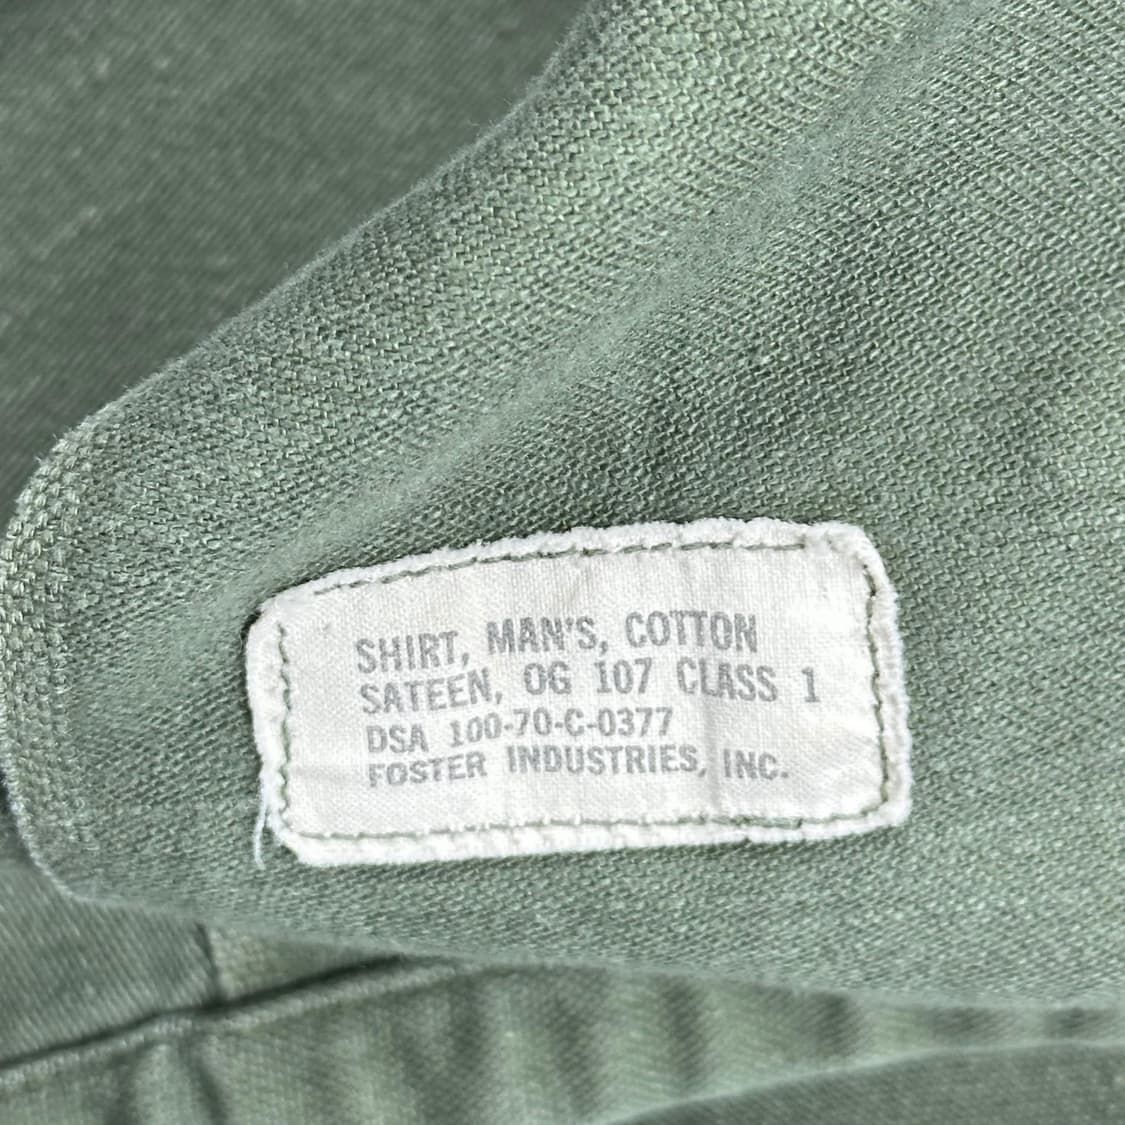 SHIRT, MAN'S, COTTON
SATEEN, OG 107 CLASS 1
DSA 100-70-C-0377
FOSTER INDUSTRIES, INC.